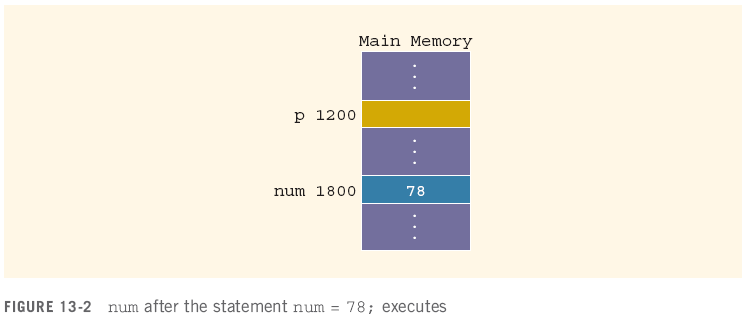 Main Memory
.
.
.
p 1200
.
.
.
num 1800 78
.
.
.
FIGURE 13-2 num after the statement num = 78; executes